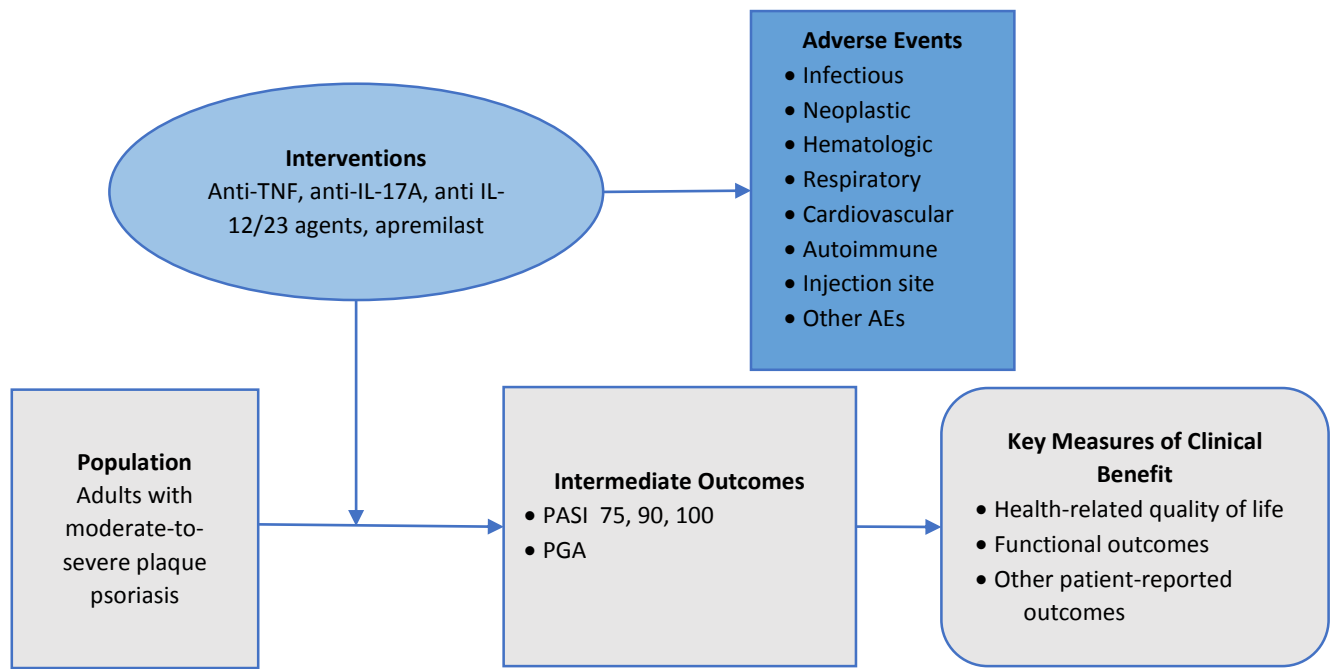 Adverse Events
• Infectious
• Neoplastic
• Hematologic
• Respiratory
• Cardiovascular
• Autoimmune
• Injection site
• Other AEs
Interventions
Anti-TNF, anti-IL-17A, anti IL-
12/23 agents, apremilast
Population
Adults with
moderate-to-
severe plaque
psoriasis
Intermediate Outcomes
• PASI 75, 90, 100
• PGA
Key Measures of Clinical
Benefit
• Health-related quality of life
• Functional outcomes
• Other patient-reported
outcomes